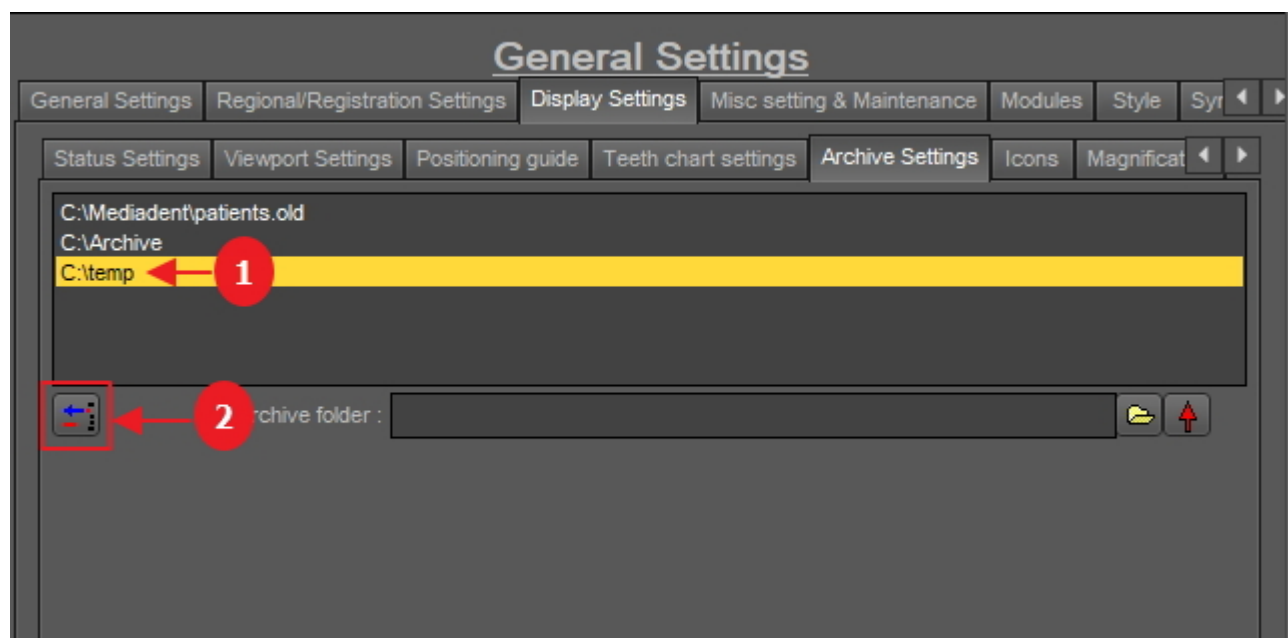 General Settings
General Settings Regional/Registration Settings Display Settings Misc setting & Maintenance Modules Style
Status Settings Viewport Settings Positioning guide Teeth chart settings Archive Settings Icons
C:\Mediadent\patients.old
C:\Archive
C:\temp 1
2 folder :